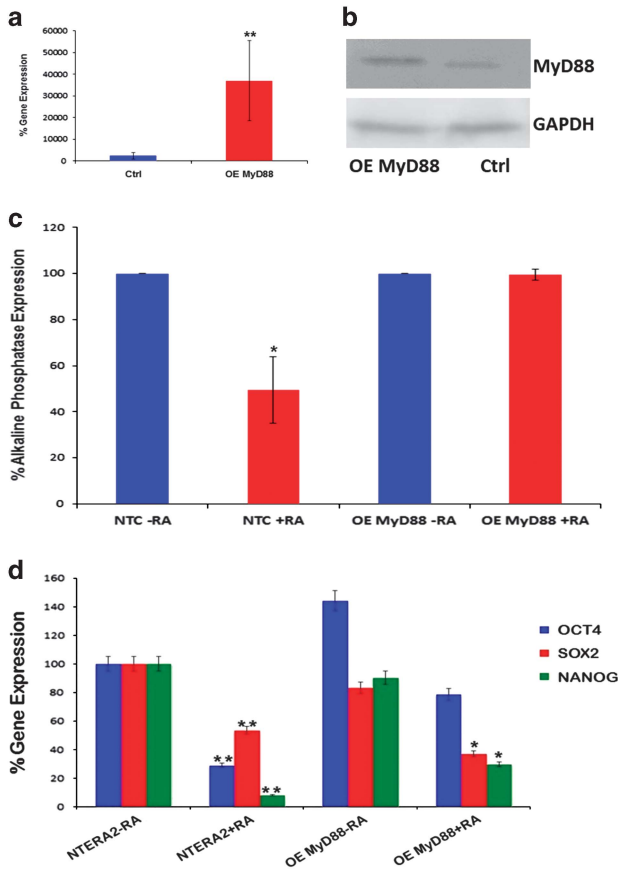 a
60000
50000
40000
30000
20000
10000
0
% Gene Expression
**
Ctrl
OE MyD88
b
MyD88
GAPDH
OE MyD88 Ctrl
c
120
100
80
60
40
20
0
% Alkaline Phosphatase Expression
*
NTC -RA
NTC +RA
OE MyD88 -RA
OE MyD88 +RA
d
160
140
120
100
80
60
40
20
0
% Gene Expression
**
**
**
*
*
OCT4
SOX2
NANOG
NTERA2-RA
NTERA2+RA
OE MyD88-RA
OE MyD88+RA